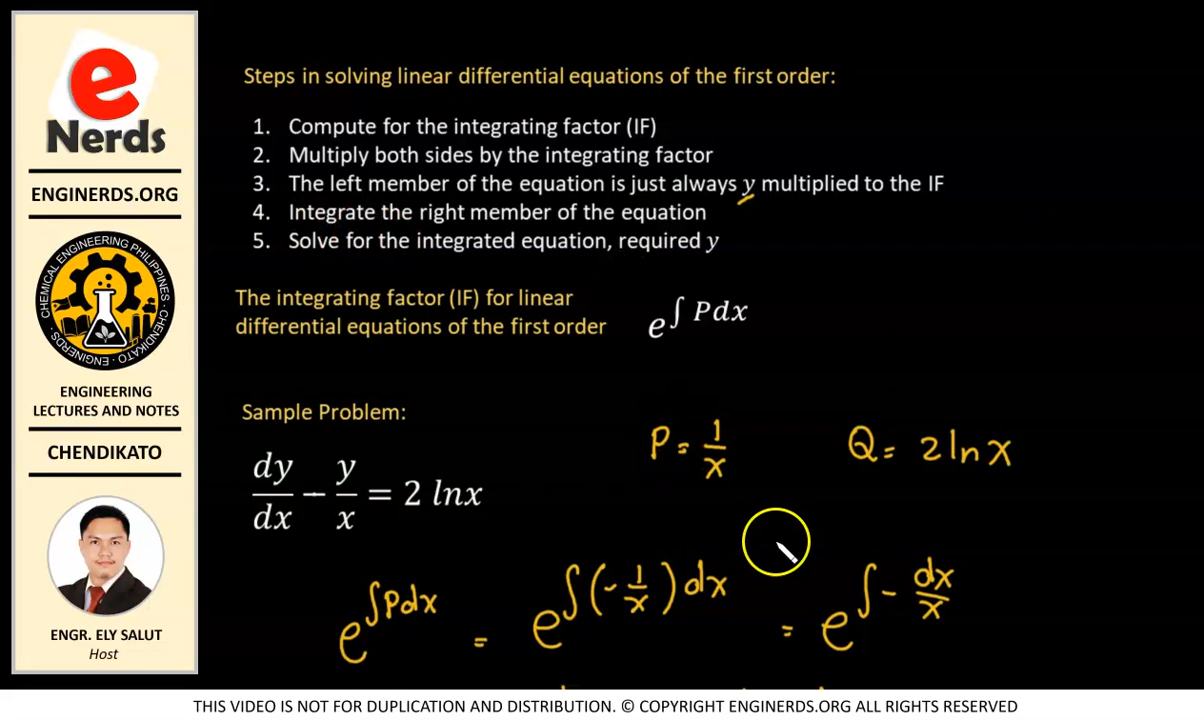 e
Nerds
ENGINERDS.ORG
CHEMICAL ENGINEERING PHILIPPINES
CHENDIKATO · ENGINERDS
ENGINEERING
LECTURES AND NOTES
CHENDIKATO
ENGR. ELY SALUT
Host
Steps in solving linear differential equations of the first order:
1. Compute for the integrating factor (IF)
2. Multiply both sides by the integrating factor
3. The left member of the equation is just always y multiplied to the IF
4. Integrate the right member of the equation
5. Solve for the integrated equation, required y
The integrating factor (IF) for linear
differential equations of the first order
e^∫ Pdx
Sample Problem:
P = 1/x
Q = 2 ln x
dy/dx − y/x = 2 lnx
e^∫Pdx = e^∫(-1/x)dx = e^∫-dx/x
THIS VIDEO IS NOT FOR DUPLICATION AND DISTRIBUTION. © COPYRIGHT ENGINERDS.ORG ALL RIGHTS RESERVED